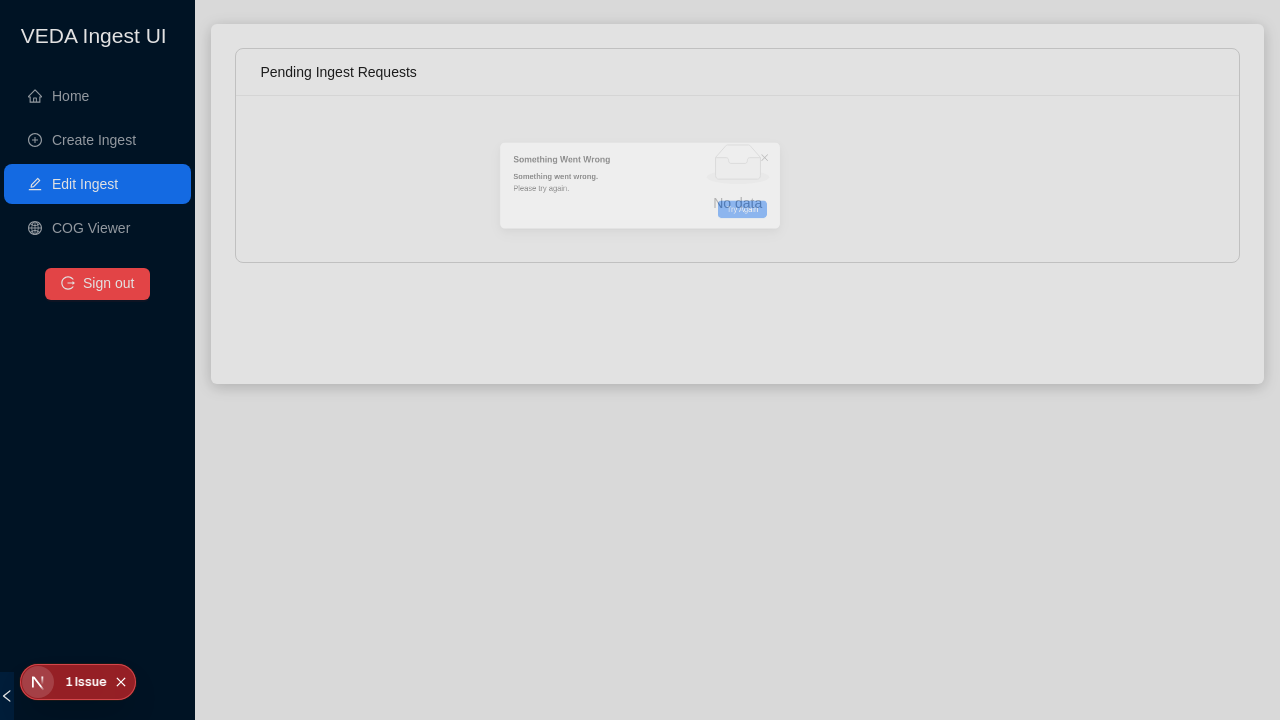 VEDA Ingest UI
Home
Create Ingest
Edit Ingest
COG Viewer
Sign out
Pending Ingest Requests
Something Went Wrong
Something went wrong.
Please try again.
No data
Try Again
1 Issue